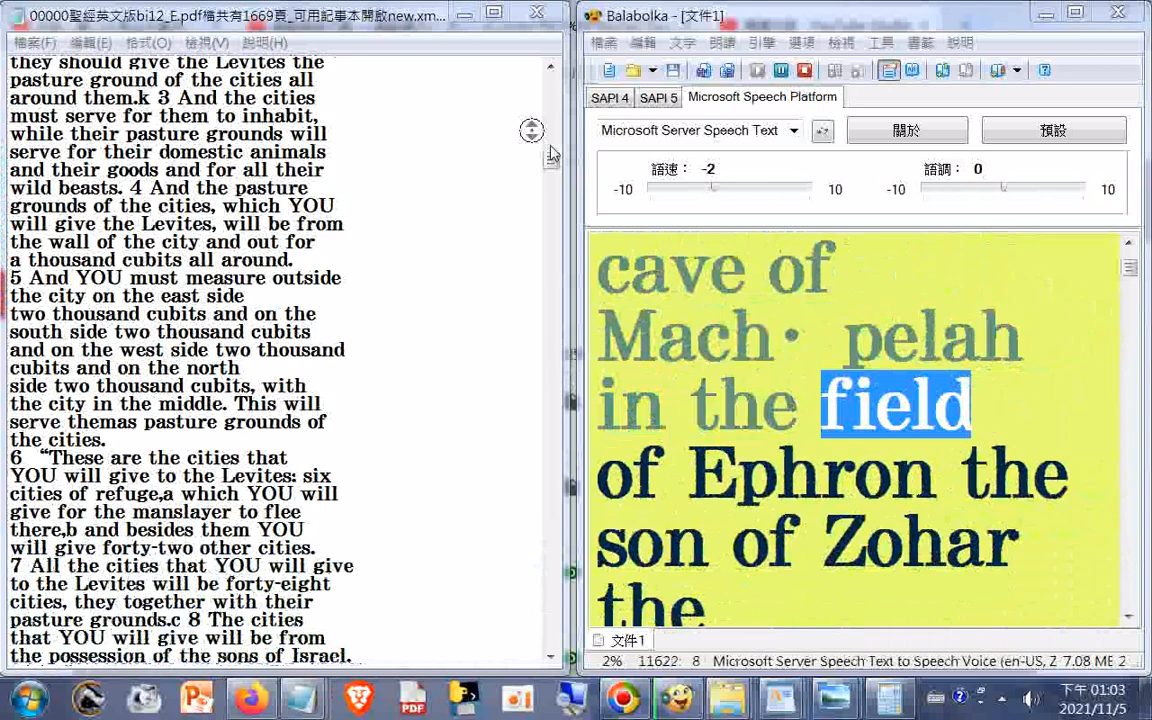 00000聖經英文版bi12_E.pdf檔共有1669頁_可用記事本開啟new.xm...
檔案(F) 編輯(E) 格式(O) 檢視(V) 說明(H)
they should give the Levites the
pasture ground of the cities all
around them.k 3 And the cities
must serve for them to inhabit,
while their pasture grounds will
serve for their domestic animals
and their goods and for all their
wild beasts. 4 And the pasture
grounds of the cities, which YOU
will give the Levites, will be from
the wall of the city and out for
a thousand cubits all around.
5 And YOU must measure outside
the city on the east side
two thousand cubits and on the
south side two thousand cubits
and on the west side two thousand
cubits and on the north
side two thousand cubits, with
the city in the middle. This will
serve themas pasture grounds of
the cities.
6 “These are the cities that
YOU will give to the Levites: six
cities of refuge,a which YOU will
give for the manslayer to flee
there,b and besides them YOU
will give forty-two other cities.
7 All the cities that YOU will give
to the Levites will be forty-eight
cities, they together with their
pasture grounds.c 8 The cities
that YOU will give will be from
the possession of the sons of Israel.
Balabolka - [文件1]
檔案 編輯 文字 朗讀 引擎 選項 檢視 工具 書籤 說明
SAPI 4 SAPI 5 Microsoft Speech Platform
Microsoft Server Speech Text 關於 預設
語速： -2 語調： 0
-10 10 -10 10
cave of
Mach· pelah
in the field
of Ephron the
son of Zohar
the
文件1
2% 11622: 8 Microsoft Server Speech Text to Speech Voice (en-US, Z 7.08 MB 2
PDF
下午 01:03
2021/11/5